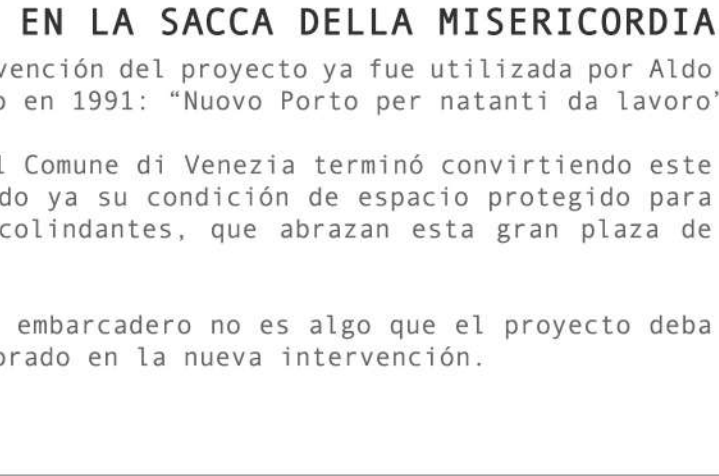 EN LA SACCA DELLA MISERICORDIA
vención del proyecto ya fue utilizada por Aldo
o en 1991: “Nuovo Porto per natanti da lavoro”
l Comune di Venezia terminó convirtiendo este
do ya su condición de espacio protegido para
colindantes, que abrazan esta gran plaza de
embarcadero no es algo que el proyecto deba
orado en la nueva intervención.